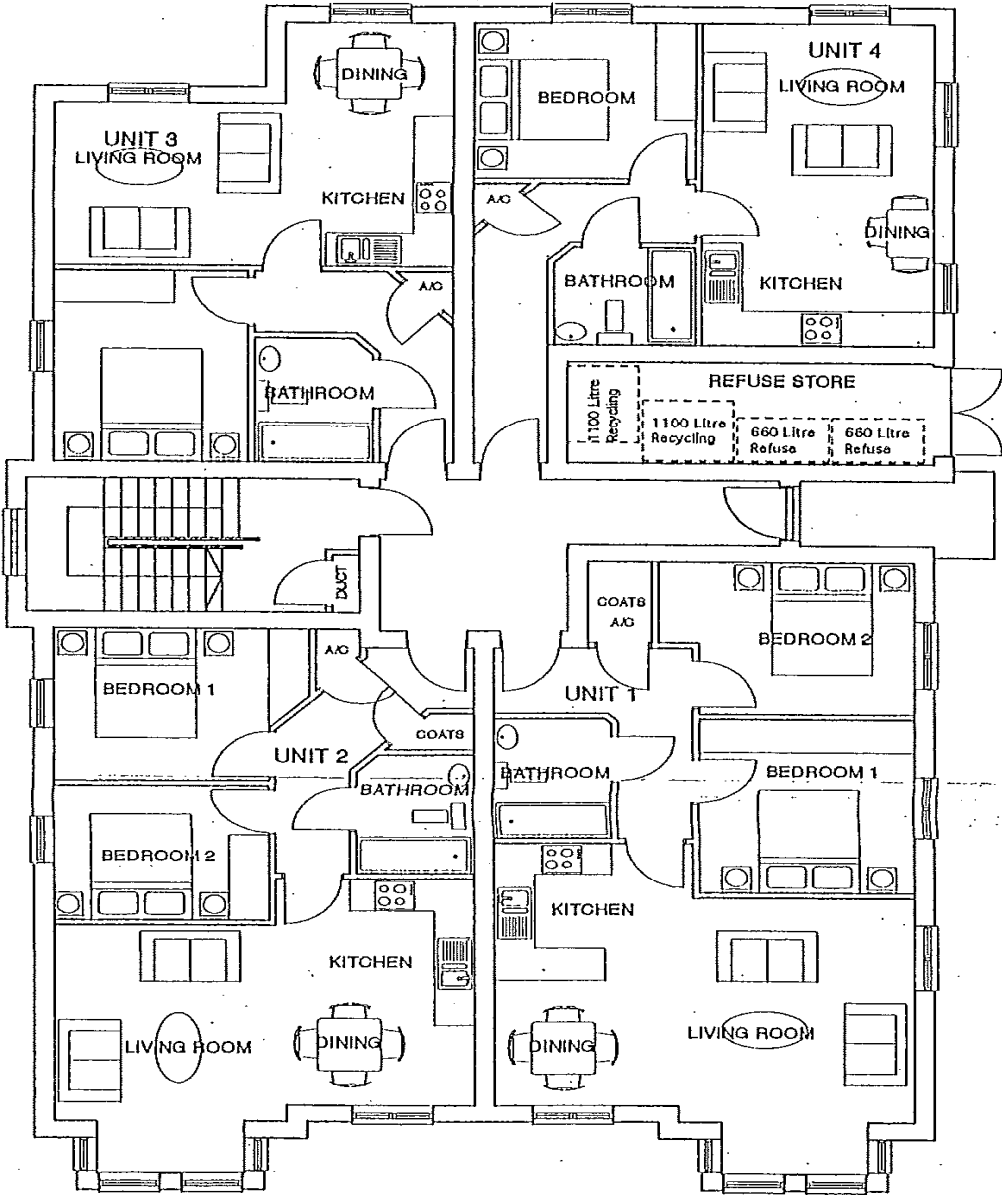 DINING
UNIT 3
LIVING ROOM
KITCHEN
A/C
BATHROOM
BEDROOM
UNIT 4
LIVING ROOM
A/C
DINING
BATHROOM
KITCHEN
REFUSE STORE
1100 Litre
Recycling
1100 Litre
Recycling
660 Litre
Refuse
660 Litre
Refuse
DUCT
COATS
A/C
BEDROOM 2
UNIT 1
BATHROOM
BEDROOM 1
KITCHEN
DINING
LIVING ROOM
A/C
BEDROOM 1
UNIT 2
COATS
BATHROOM
BEDROOM 2
KITCHEN
LIVING ROOM
DINING